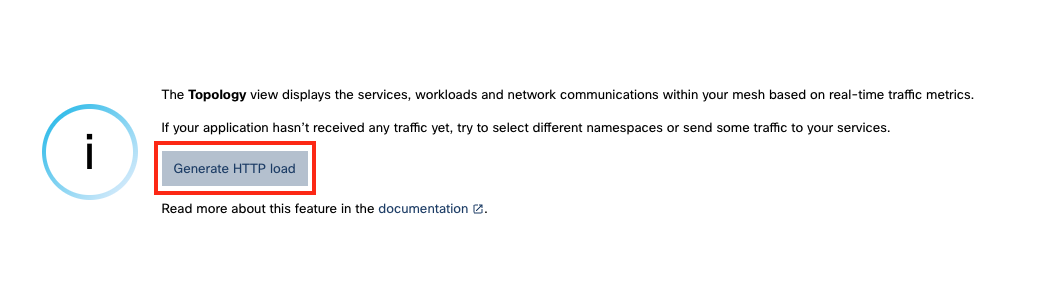 The Topology view displays the services, workloads and network communications within your mesh based on real-time traffic metrics.
If your application hasn't received any traffic yet, try to select different namespaces or send some traffic to your services.
i
Generate HTTP load
Read more about this feature in the documentation.